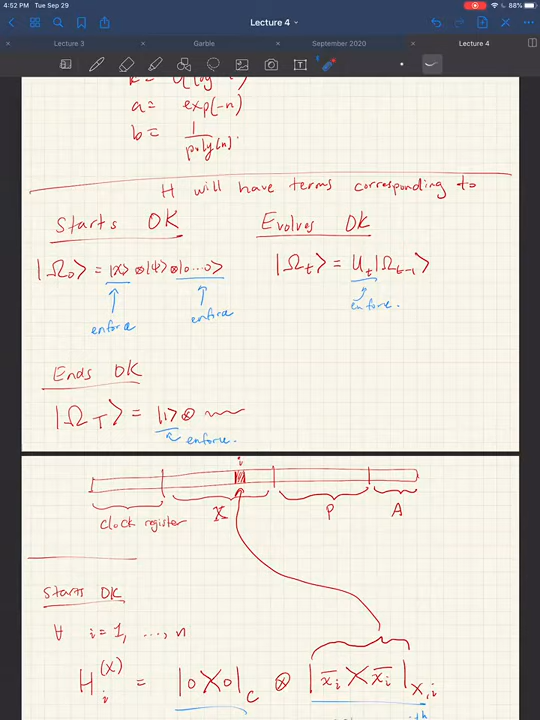 4:52 PM Tue Sep 29
88%
Lecture 4
Lecture 3 Garble September 2020 Lecture 4
a = exp(-n)
b = 1/poly(n).
H will have terms corresponding to
Starts OK Evolves OK
|Ω₀⟩ = |x⟩ ⊗ |ψ⟩ ⊗ |0...0⟩ |Ω_t⟩ = U_t |Ω_{t-1}⟩
enforce enforce enforce.
Ends OK
|Ω_T⟩ = |1⟩ ⊗
enforce.
i
clock register X P A
Starts OK
∀ i = 1, ..., n
H_i^{(X)} = |0X0|_C ⊗ |x̄_i X x̄_i|_{X,i}